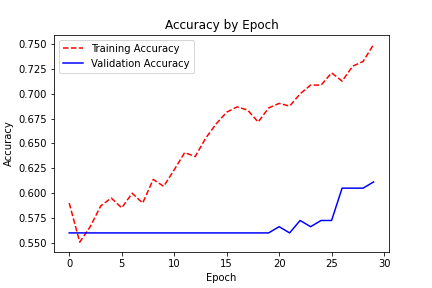 Accuracy by Epoch
Training Accuracy
Validation Accuracy
0.750
0.725
0.700
0.675
0.650
0.625
0.600
0.575
0.550
Accuracy
0 5 10 15 20 25 30
Epoch